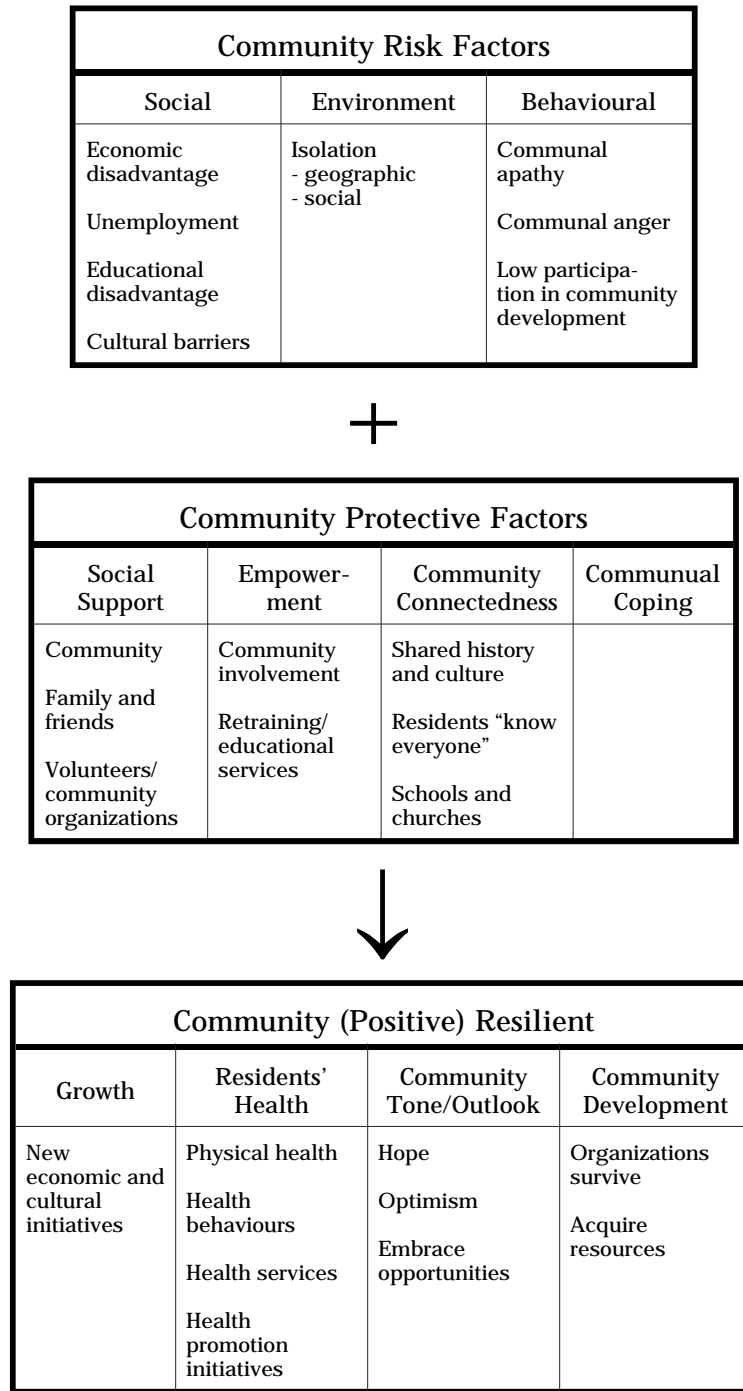 Community Risk Factors
Social
Environment
Behavioural
Economic
disadvantage
Unemployment
Educational
disadvantage
Cultural barriers
Isolation
- geographic
- social
Communal
apathy
Communal anger
Low participa-
tion in community
development
+
Community Protective Factors
Social
Support
Empower-
ment
Community
Connectedness
Communual
Coping
Community
Family and
friends
Volunteers/
community
organizations
Community
involvement
Retraining/
educational
services
Shared history
and culture
Residents “know
everyone”
Schools and
churches
Community (Positive) Resilient
Growth
Residents’
Health
Community
Tone/Outlook
Community
Development
New
economic and
cultural
initiatives
Physical health
Health
behaviours
Health services
Health
promotion
initiatives
Hope
Optimism
Embrace
opportunities
Organizations
survive
Acquire
resources